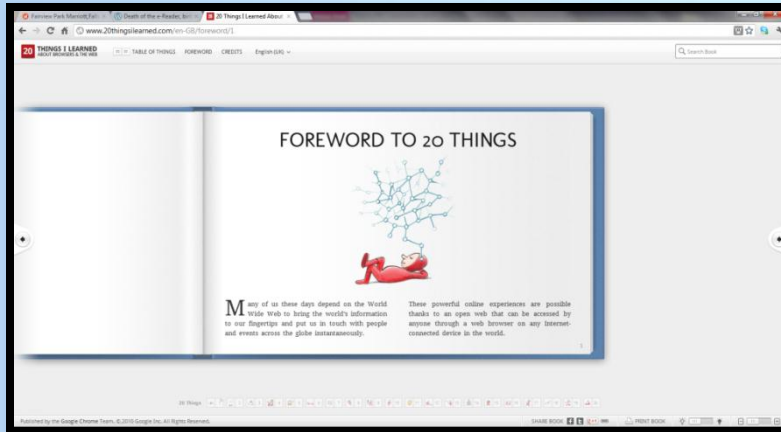 Fairview Park Marriott,Fall
Death of the e-Reader, birt
20 Things I Learned About
www.20thingsilearned.com/en-GB/foreword/1
20 THINGS I LEARNED
ABOUT BROWSERS & THE WEB
TABLE OF THINGS FOREWORD CREDITS English (UK)
Search Book
FOREWORD TO 20 THINGS
Many of us these days depend on the World
Wide Web to bring the world's information
to our fingertips and put us in touch with people
and events across the globe instantaneously.
These powerful online experiences are possible
thanks to an open web that can be accessed by
anyone through a web browser on any internet-
connected device in the world.
20 Things
Published by the Google Chrome Team. © 2010 Google Inc. All Rights Reserved.
SHARE BOOK PRINT BOOK